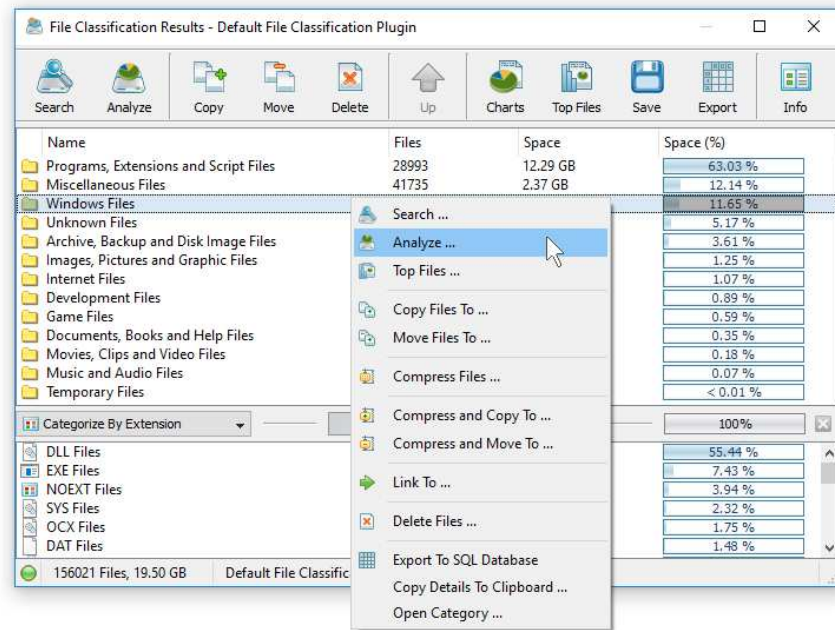 File Classification Results - Default File Classification Plugin
Search Analyze Copy Move Delete Up Charts Top Files Save Export Info
Name Files Space Space (%)
Programs, Extensions and Script Files 28993 12.29 GB 63.03 %
Miscellaneous Files 41735 2.37 GB 12.14 %
Windows Files 11.65 %
Unknown Files 5.17 %
Archive, Backup and Disk Image Files 3.61 %
Images, Pictures and Graphic Files 1.25 %
Internet Files 1.07 %
Development Files 0.89 %
Game Files 0.59 %
Documents, Books and Help Files 0.35 %
Movies, Clips and Video Files 0.18 %
Music and Audio Files 0.07 %
Temporary Files < 0.01 %
Search ...
Analyze ...
Top Files ...
Copy Files To ...
Move Files To ...
Compress Files ...
Compress and Copy To ...
Compress and Move To ...
Link To ...
Delete Files ...
Export To SQL Database
Copy Details To Clipboard ...
Open Category ...
Categorize By Extension 100%
DLL Files 55.44 %
EXE Files 7.43 %
NOEXT Files 3.94 %
SYS Files 2.32 %
OCX Files 1.75 %
DAT Files 1.48 %
156021 Files, 19.50 GB Default File Classific